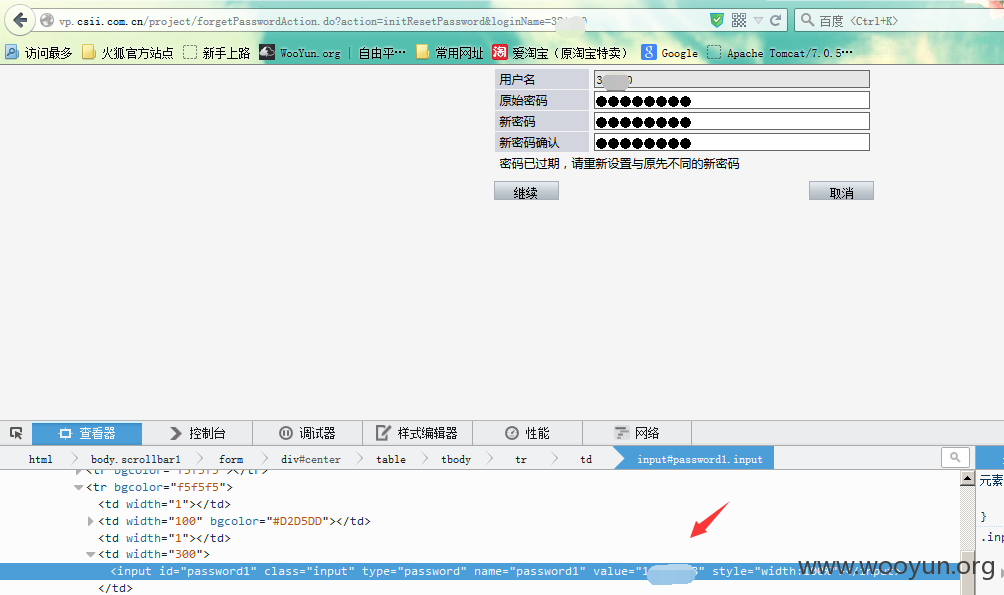 vp.csii.com.cn/project/forgetPasswordAction.do?action=initResetPassword&loginName=3
百度 <Ctrl+K>
访问最多 火狐官方站点 新手上路 WooYun.org | 自由平… 常用网址 爱淘宝（原淘宝特卖） Google Apache Tomcat/7.0.5…
用户名 3 0
原始密码 ●●●●●●●●
新密码 ●●●●●●●●
新密码确认 ●●●●●●●●
密码已过期，请重新设置与原先不同的新密码
继续 取消
查看器 控制台 调试器 样式编辑器 性能 网络
html body.scrollbar1 form div#center table tbody tr td input#password1.input
<tr bgcolor="f5f5f5"></tr>
<tr bgcolor="f5f5f5">
<td width="1"></td>
<td width="100" bgcolor="#D2D5DD"></td>
<td width="1"></td>
<td width="300">
<input id="password1" class="input" type="password" name="password1" value="1 " style="width:
</td>
元素
}
.inp
www.wooyun.org